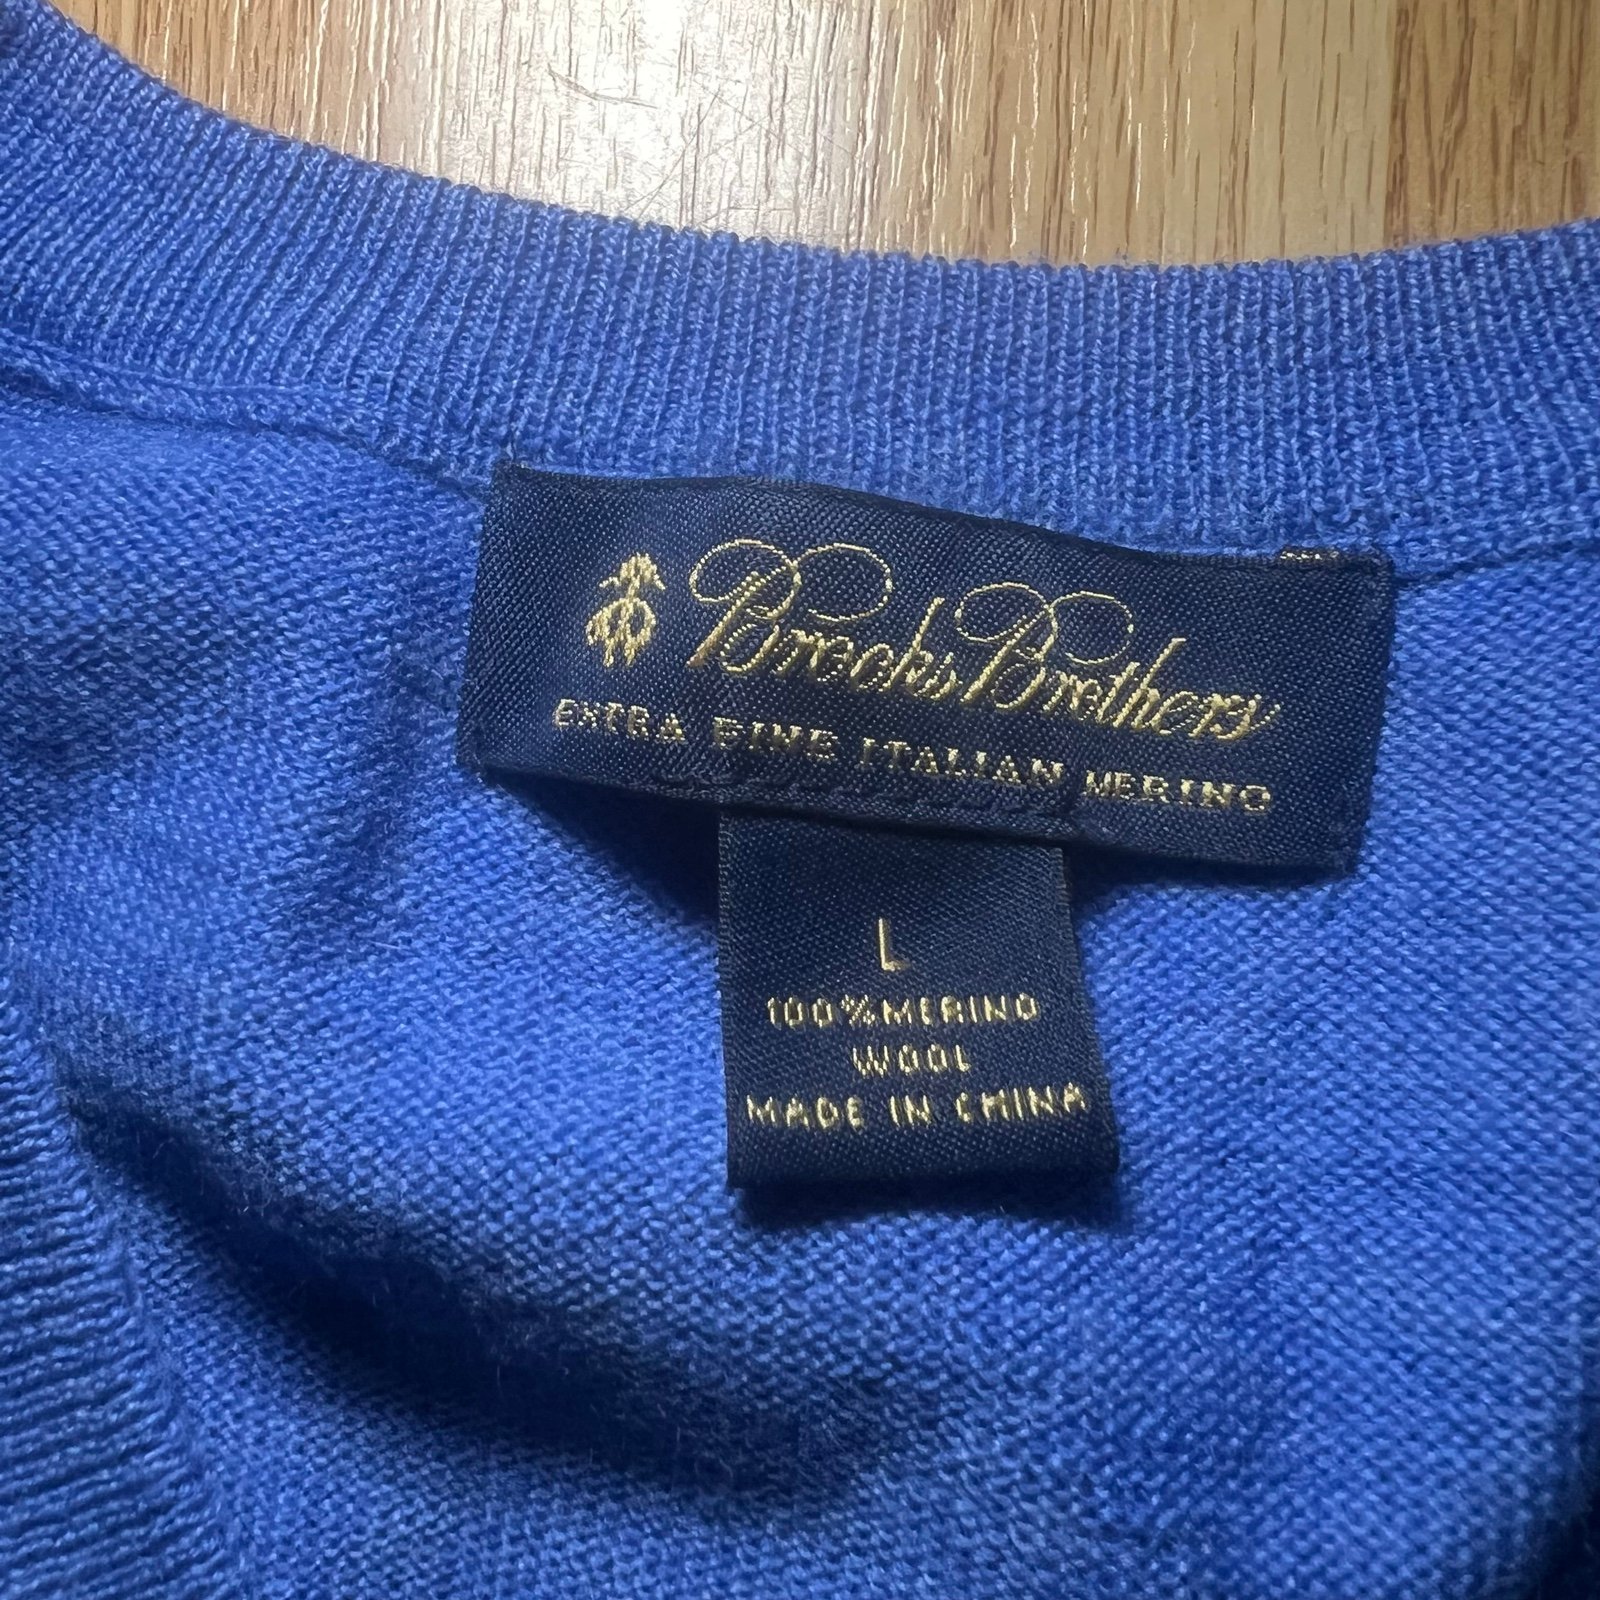 Brooks Brothers
EXTRA FINE ITALIAN MERINO
L
100% MERINO
WOOL
MADE IN CHINA